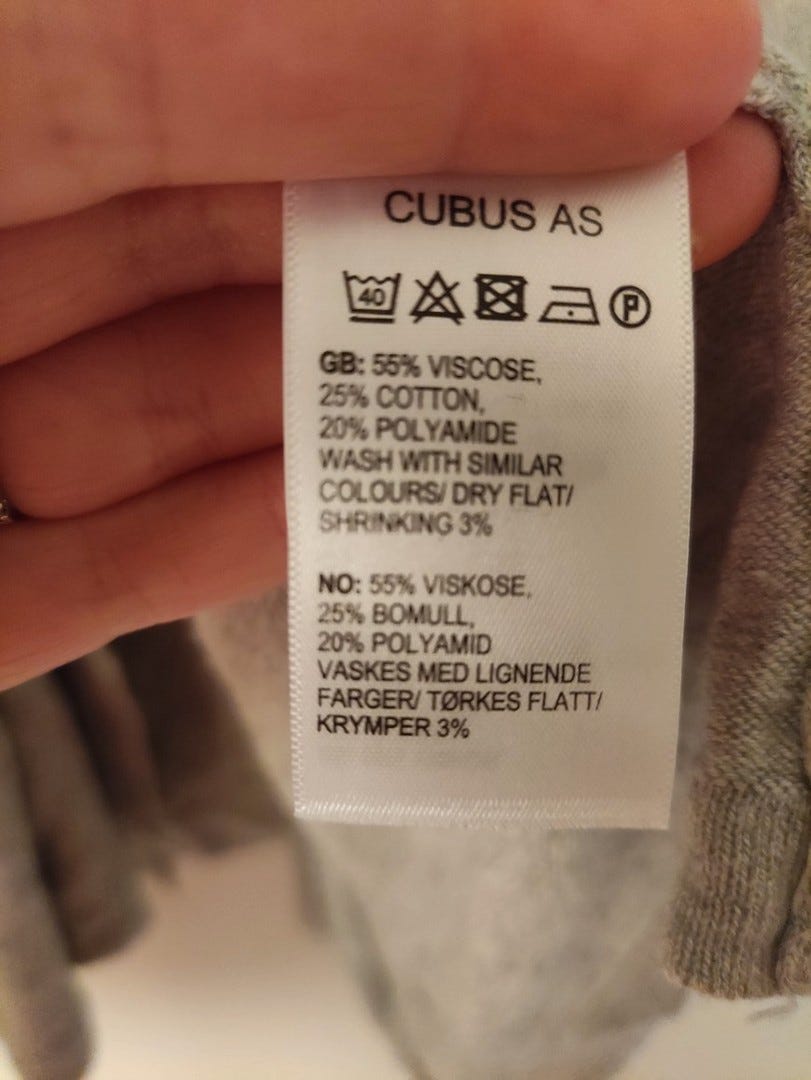 CUBUS AS
40 P
GB: 55% VISCOSE,
25% COTTON,
20% POLYAMIDE
WASH WITH SIMILAR
COLOURS/ DRY FLAT/
SHRINKING 3%
NO: 55% VISKOSE,
25% BOMULL,
20% POLYAMID
VASKES MED LIGNENDE
FARGER/ TØRKES FLATT/
KRYMPER 3%